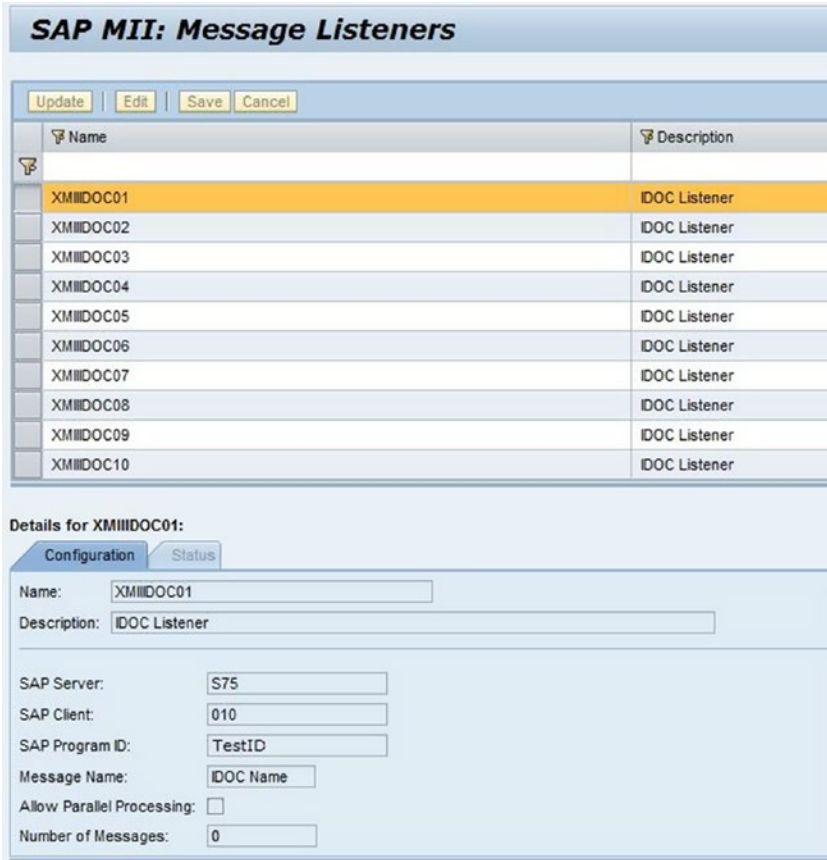 SAP MII: Message Listeners
Update | Edit | Save Cancel
Name Description
XMIIIDOC01 IDOC Listener
XMIIIDOC02 IDOC Listener
XMIIIDOC03 IDOC Listener
XMIIIDOC04 IDOC Listener
XMIIIDOC05 IDOC Listener
XMIIIDOC06 IDOC Listener
XMIIIDOC07 IDOC Listener
XMIIIDOC08 IDOC Listener
XMIIIDOC09 IDOC Listener
XMIIIDOC10 IDOC Listener
Details for XMIIIDOC01:
Configuration Status
Name: XMIIIDOC01
Description: IDOC Listener
SAP Server: S75
SAP Client: 010
SAP Program ID: TestID
Message Name: IDOC Name
Allow Parallel Processing:
Number of Messages: 0